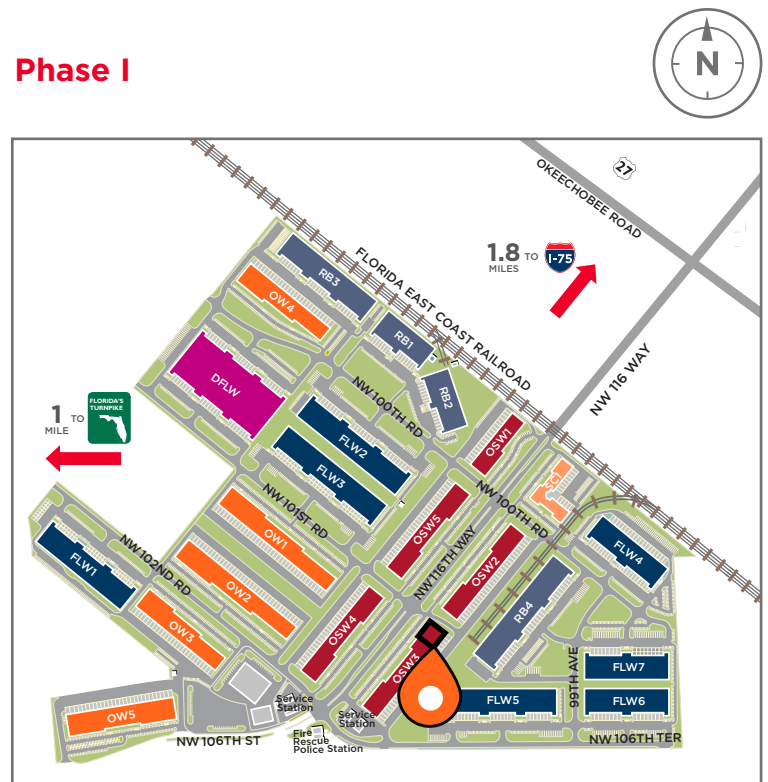 Phase I
N
27
OKEECHOBEE ROAD
1.8 TO I-75
MILES
FLORIDA EAST COAST RAILROAD
NW 116 WAY
RB3
OW4
RB1
RB2
DFLW
FLORIDA'S
TURNPIKE
1 TO
MILE
NW 100TH RD
FLW2
FLW3
OSW1
SC1
NW 100TH RD
NW 101ST RD
OSW5
NW 116TH WAY
OW1
OSW2
FLW4
FLW1
NW 102ND RD
OW2
OW3
OSW4
OSW3
RB4
99TH AVE
FLW7
FLW5
FLW6
OW5
Service
Station
Service
Station
Fire
Rescue
Police Station
NW 106TH ST
NW 106TH TER